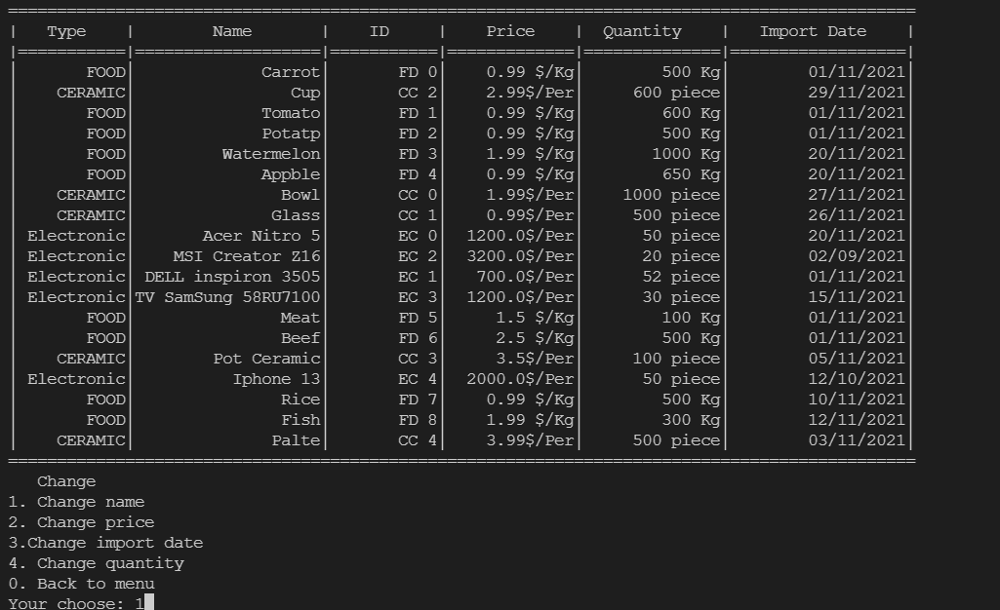 =============================================================================================
|   Type    |        Name       |    ID     |    Price    |  Quantity    |   Import Date    |
|===========|===================|===========|=============|==============|==================|
|       FOOD|             Carrot|       FD 0|    0.99 $/Kg|        500 Kg|        01/11/2021|
|    CERAMIC|                Cup|       CC 2|    2.99$/Per|     600 piece|        29/11/2021|
|       FOOD|             Tomato|       FD 1|    0.99 $/Kg|        600 Kg|        01/11/2021|
|       FOOD|             Potatp|       FD 2|    0.99 $/Kg|        500 Kg|        01/11/2021|
|       FOOD|         Watermelon|       FD 3|    1.99 $/Kg|       1000 Kg|        20/11/2021|
|       FOOD|             Appble|       FD 4|    0.99 $/Kg|        650 Kg|        20/11/2021|
|    CERAMIC|               Bowl|       CC 0|    1.99$/Per|    1000 piece|        27/11/2021|
|    CERAMIC|              Glass|       CC 1|    0.99$/Per|     500 piece|        26/11/2021|
| Electronic|       Acer Nitro 5|       EC 0|  1200.0$/Per|      50 piece|        20/11/2021|
| Electronic|    MSI Creator Z16|       EC 2|  3200.0$/Per|      20 piece|        02/09/2021|
| Electronic| DELL inspiron 3505|       EC 1|   700.0$/Per|      52 piece|        01/11/2021|
| Electronic|TV SamSung 58RU7100|       EC 3|  1200.0$/Per|      30 piece|        15/11/2021|
|       FOOD|               Meat|       FD 5|     1.5 $/Kg|        100 Kg|        01/11/2021|
|       FOOD|               Beef|       FD 6|     2.5 $/Kg|        500 Kg|        01/11/2021|
|    CERAMIC|        Pot Ceramic|       CC 3|     3.5$/Per|     100 piece|        05/11/2021|
| Electronic|          Iphone 13|       EC 4|  2000.0$/Per|      50 piece|        12/10/2021|
|       FOOD|               Rice|       FD 7|    0.99 $/Kg|        500 Kg|        10/11/2021|
|       FOOD|               Fish|       FD 8|    1.99 $/Kg|        300 Kg|        12/11/2021|
|    CERAMIC|              Palte|       CC 4|    3.99$/Per|     500 piece|        03/11/2021|
=============================================================================================
   Change
1. Change name
2. Change price
3.Change import date
4. Change quantity
0. Back to menu
Your choose: 1